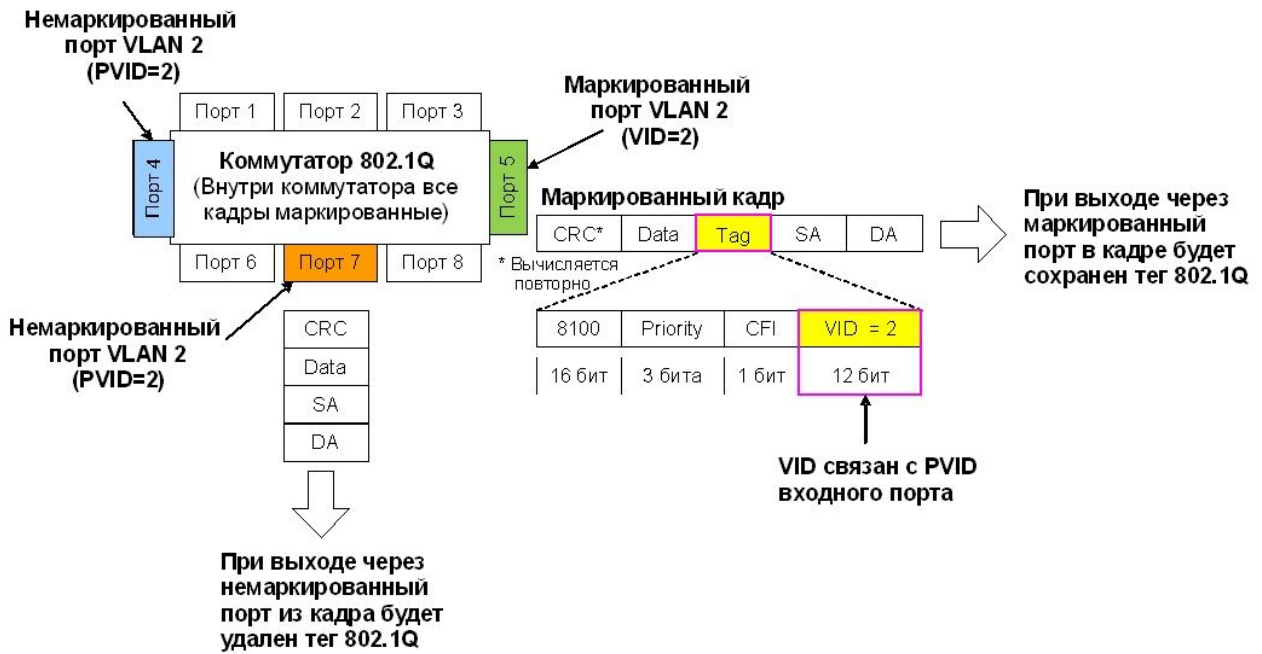 Немаркированный
порт VLAN 2
(PVID=2)
Маркированный
порт VLAN 2
(VID=2)
Порт 1
Порт 2
Порт 3
Порт 4
Коммутатор 802.1Q
(Внутри коммутатора все
кадры маркированные)
Порт 5
Порт 6
Порт 7
Порт 8
Маркированный кадр
CRC*
Data
Tag
SA
DA
* Вычисляется
повторно
При выходе через
маркированный
порт в кадре будет
сохранен тег 802.1Q
8100
Priority
CFI
VID = 2
16 бит
3 бита
1 бит
12 бит
VID связан с PVID
входного порта
Немаркированный
порт VLAN 2
(PVID=2)
CRC
Data
SA
DA
При выходе через
немаркированный
порт из кадра будет
удален тег 802.1Q